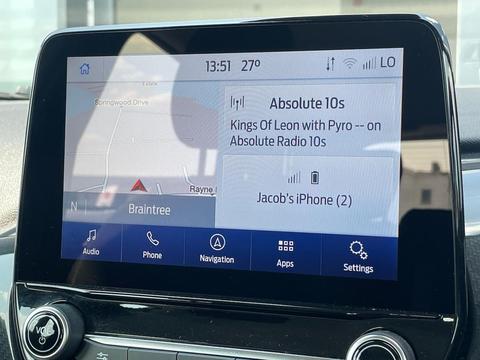 13:51 27° LO
Springwood Drive
Rayne
N
Braintree
Absolute 10s
Kings Of Leon with Pyro -- on
Absolute Radio 10s
Jacob's iPhone (2)
Audio
Phone
Navigation
Apps
Settings
VOL